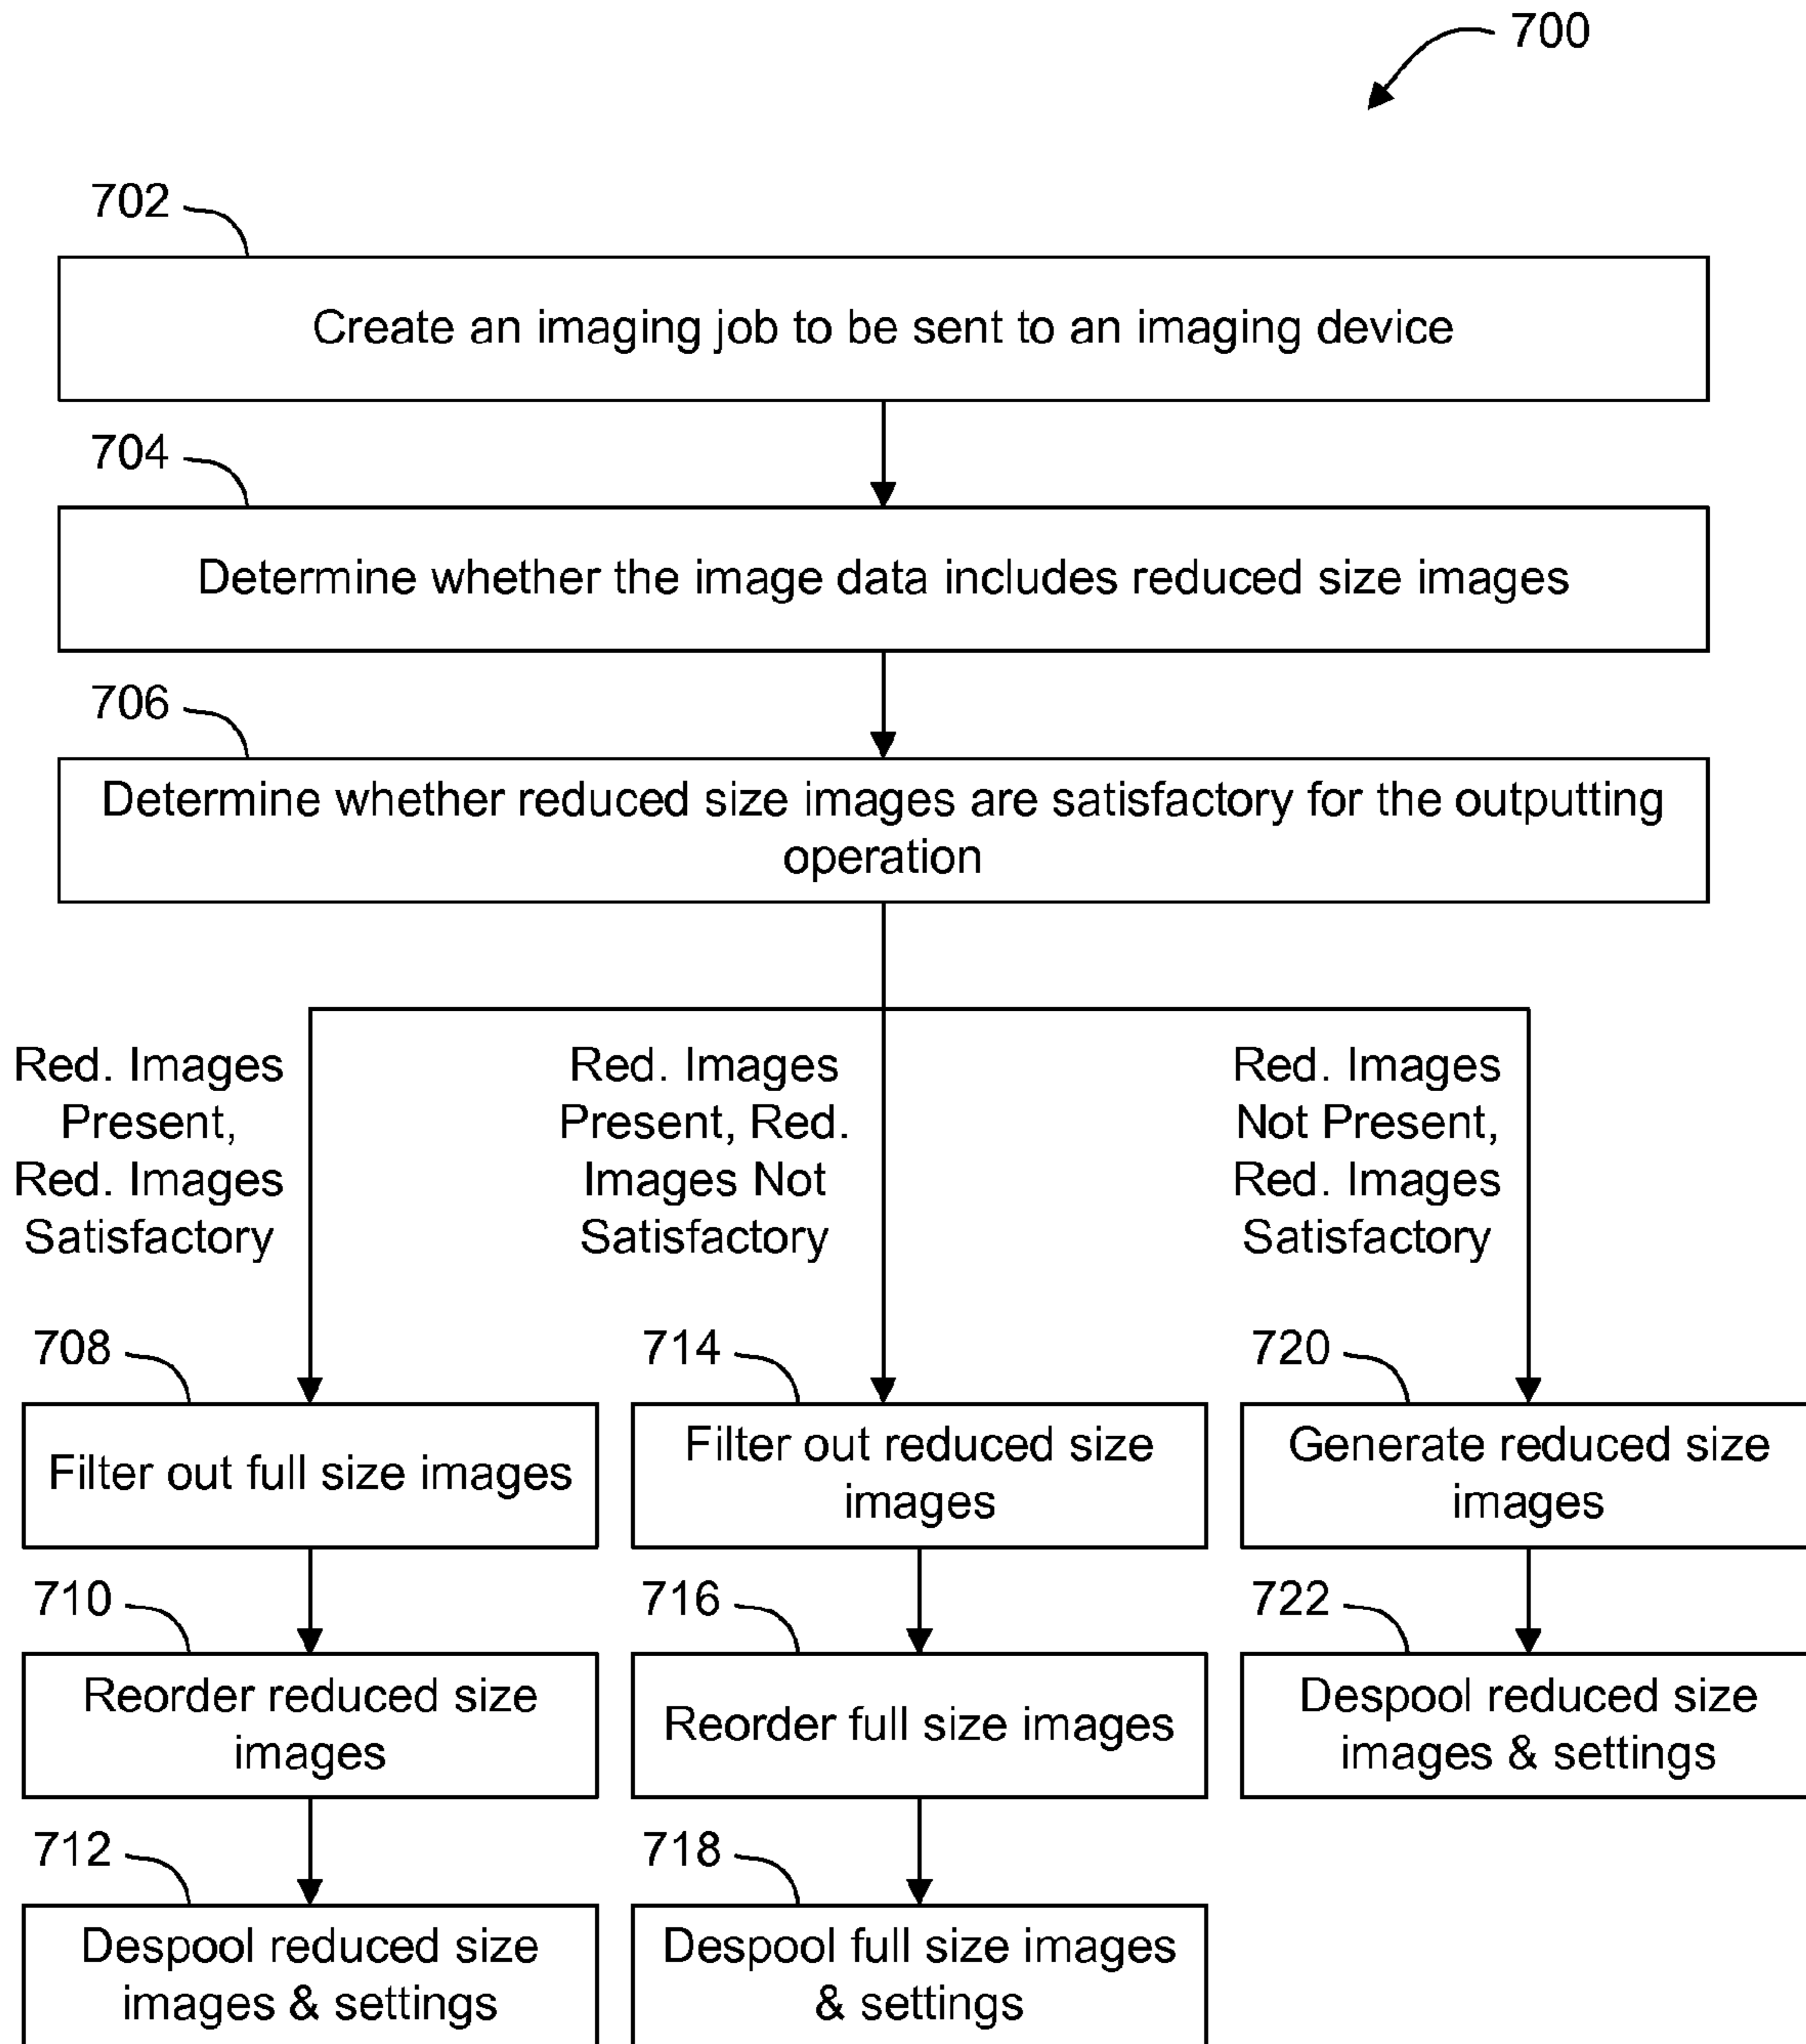 700
702
Create an imaging job to be sent to an imaging device
704
Determine whether the image data includes reduced size images
706
Determine whether reduced size images are satisfactory for the outputting
operation
Red. Images
Present,
Red. Images
Satisfactory
Red. Images
Present, Red.
Images Not
Satisfactory
Red. Images
Not Present,
Red. Images
Satisfactory
708
Filter out full size images
710
Reorder reduced size
images
712
Despool reduced size
images & settings
714
Filter out reduced size
images
716
Reorder full size images
718
Despool full size images
& settings
720
Generate reduced size
images
722
Despool reduced size
images & settings